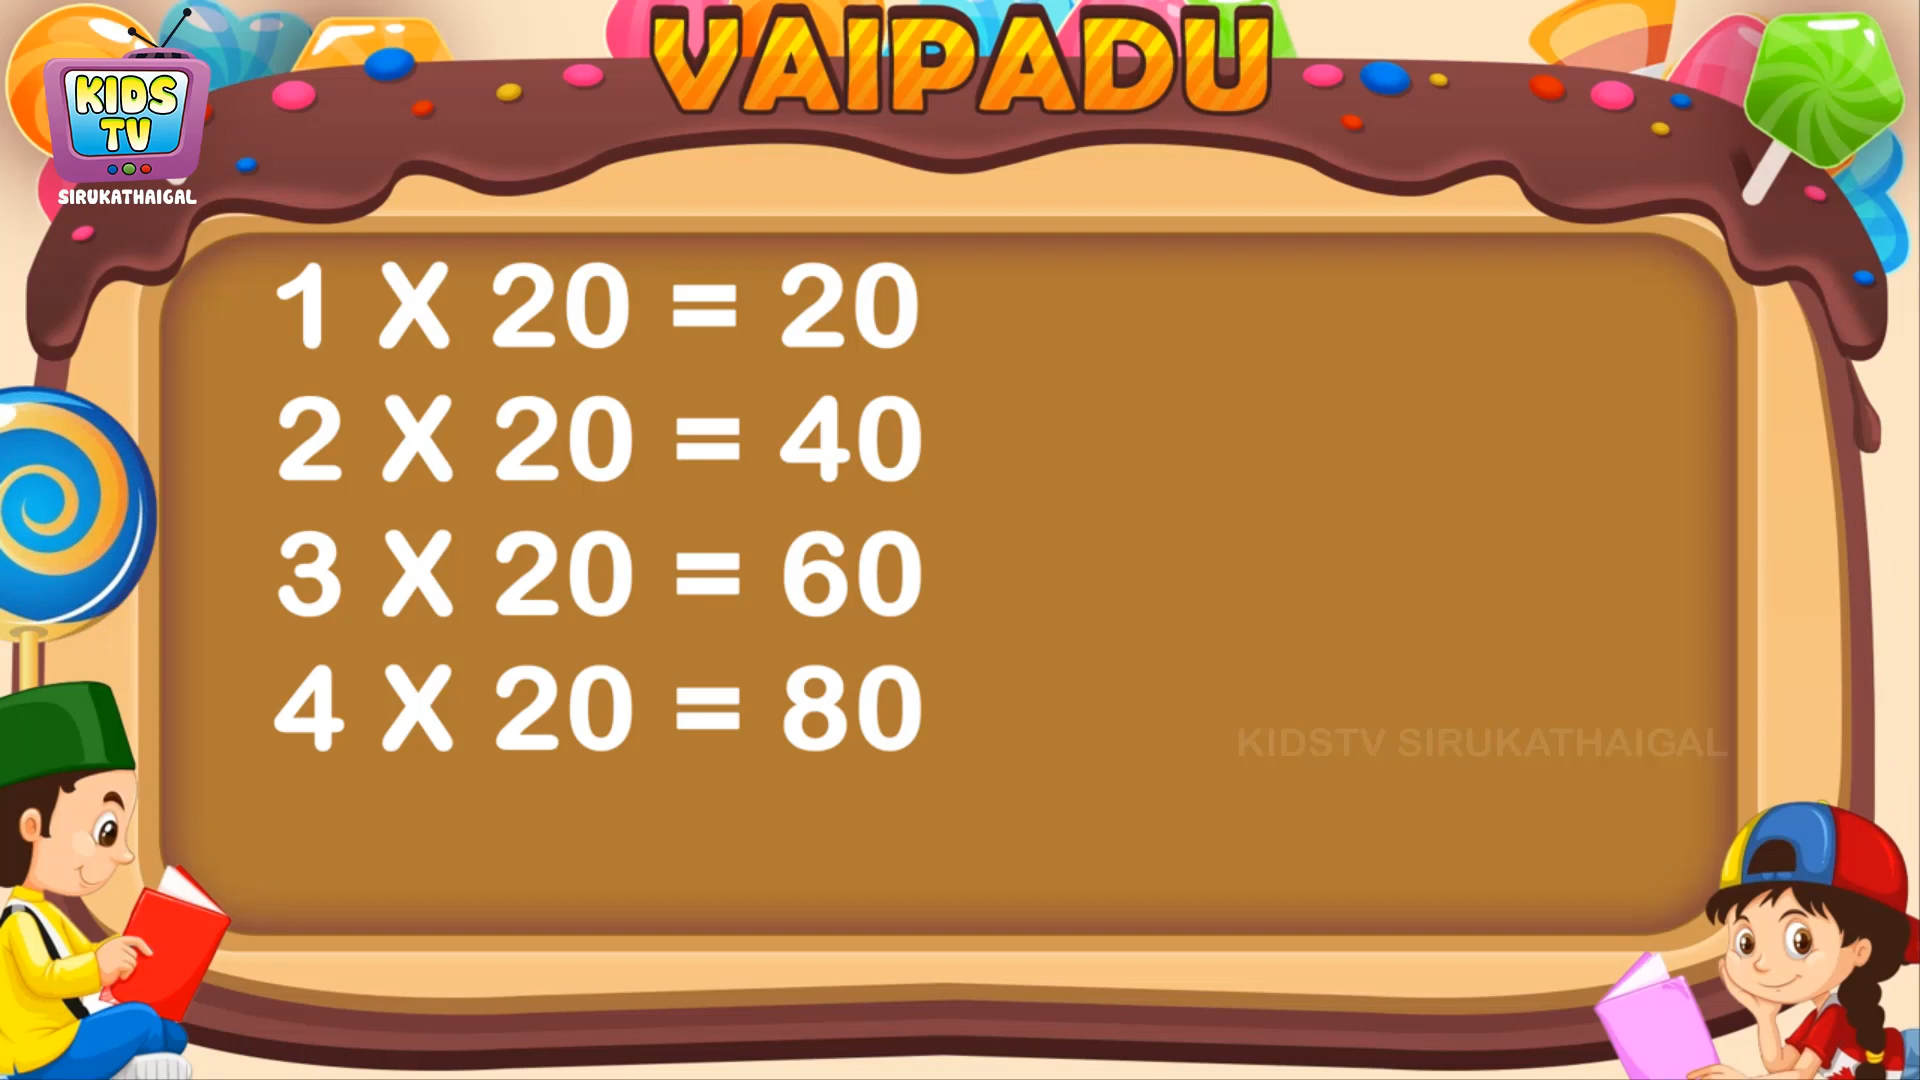 VAIPADU
KIDS
TV
SIRUKATHAIGAL
1 X 20 = 20
2 X 20 = 40
3 X 20 = 60
4 X 20 = 80
KIDSTV SIRUKATHAIGAL